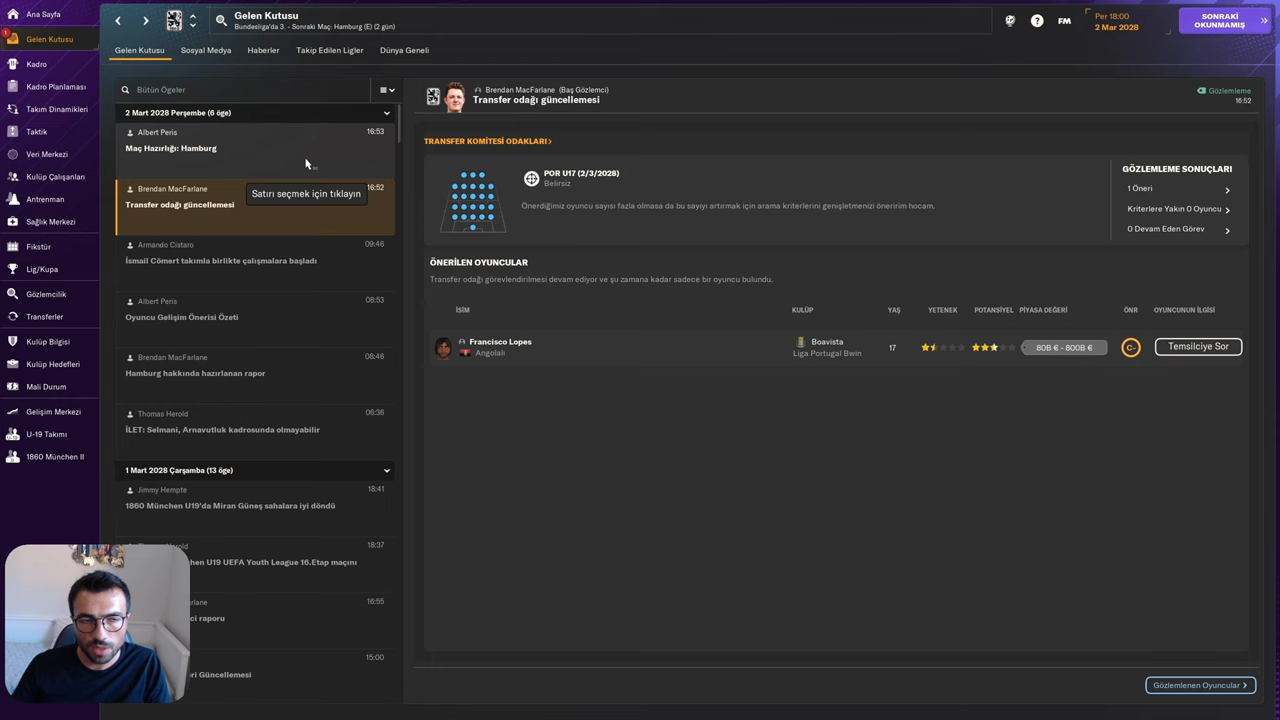 Ana Sayfa
1
Gelen Kutusu
Kadro
Kadro Planlaması
Takım Dinamikleri
Taktik
Veri Merkezi
Kulüp Çalışanları
Antrenman
Sağlık Merkezi
Fikstür
Lig/Kupa
Gözlemcilik
Transferler
Kulüp Bilgisi
Kulüp Hedefleri
Mali Durum
Gelişim Merkezi
U-19 Takımı
1860 München II
Gelen Kutusu
Bundesliga'da 3. - Sonraki Maç: Hamburg (E) (2 gün)
FM
Per 18:00
2 Mar 2028
SONRAKİ
OKUNMAMIŞ
Gelen Kutusu
Sosyal Medya
Haberler
Takip Edilen Ligler
Dünya Geneli
Bütün Ögeler
2 Mart 2028 Perşembe (6 öge)
Albert Peris 16:53
Maç Hazırlığı: Hamburg
Brendan MacFarlane 16:52
Satırı seçmek için tıklayın
Transfer odağı güncellemesi
Armando Cistaro 09:46
İsmail Cömert takımla birlikte çalışmalara başladı
Albert Peris 08:53
Oyuncu Gelişim Önerisi Özeti
Brendan MacFarlane 08:46
Hamburg hakkında hazırlanan rapor
Thomas Herold 06:36
İLET: Selmani, Arnavutluk kadrosunda olmayabilir
1 Mart 2028 Çarşamba (13 öge)
Jimmy Hempte 18:41
1860 München U19'da Miran Güneş sahalara iyi döndü
18:37
hen U19 UEFA Youth League 16.Etap maçını
rlane 16:55
ci raporu
15:00
ri Güncellemesi
Brendan MacFarlane (Baş Gözlemci)
Transfer odağı güncellemesi
Gözlemleme
16:52
TRANSFER KOMİTESİ ODAKLARI>
POR U17 (2/3/2028)
Belirsiz
Önerdiğimiz oyuncu sayısı fazla olmasa da bu sayıyı artırmak için arama kriterlerini genişletmenizi öneririm hocam.
GÖZLEMLEME SONUÇLARI
1 Öneri
Kriterlere Yakın 0 Oyuncu
0 Devam Eden Görev
ÖNERİLEN OYUNCULAR
Transfer odağı görevlendirilmesi devam ediyor ve şu zamana kadar sadece bir oyuncu bulundu.
İSİM KULÜP YAŞ YETENEK POTANSİYEL PİYASA DEĞERİ ÖNR OYUNCUNUN İLGİSİ
Francisco Lopes
Angolalı
Boavista
Liga Portugal Bwin
17
80B € - 800B €
C-
Temsilciye Sor
Gözlemlenen Oyuncular >